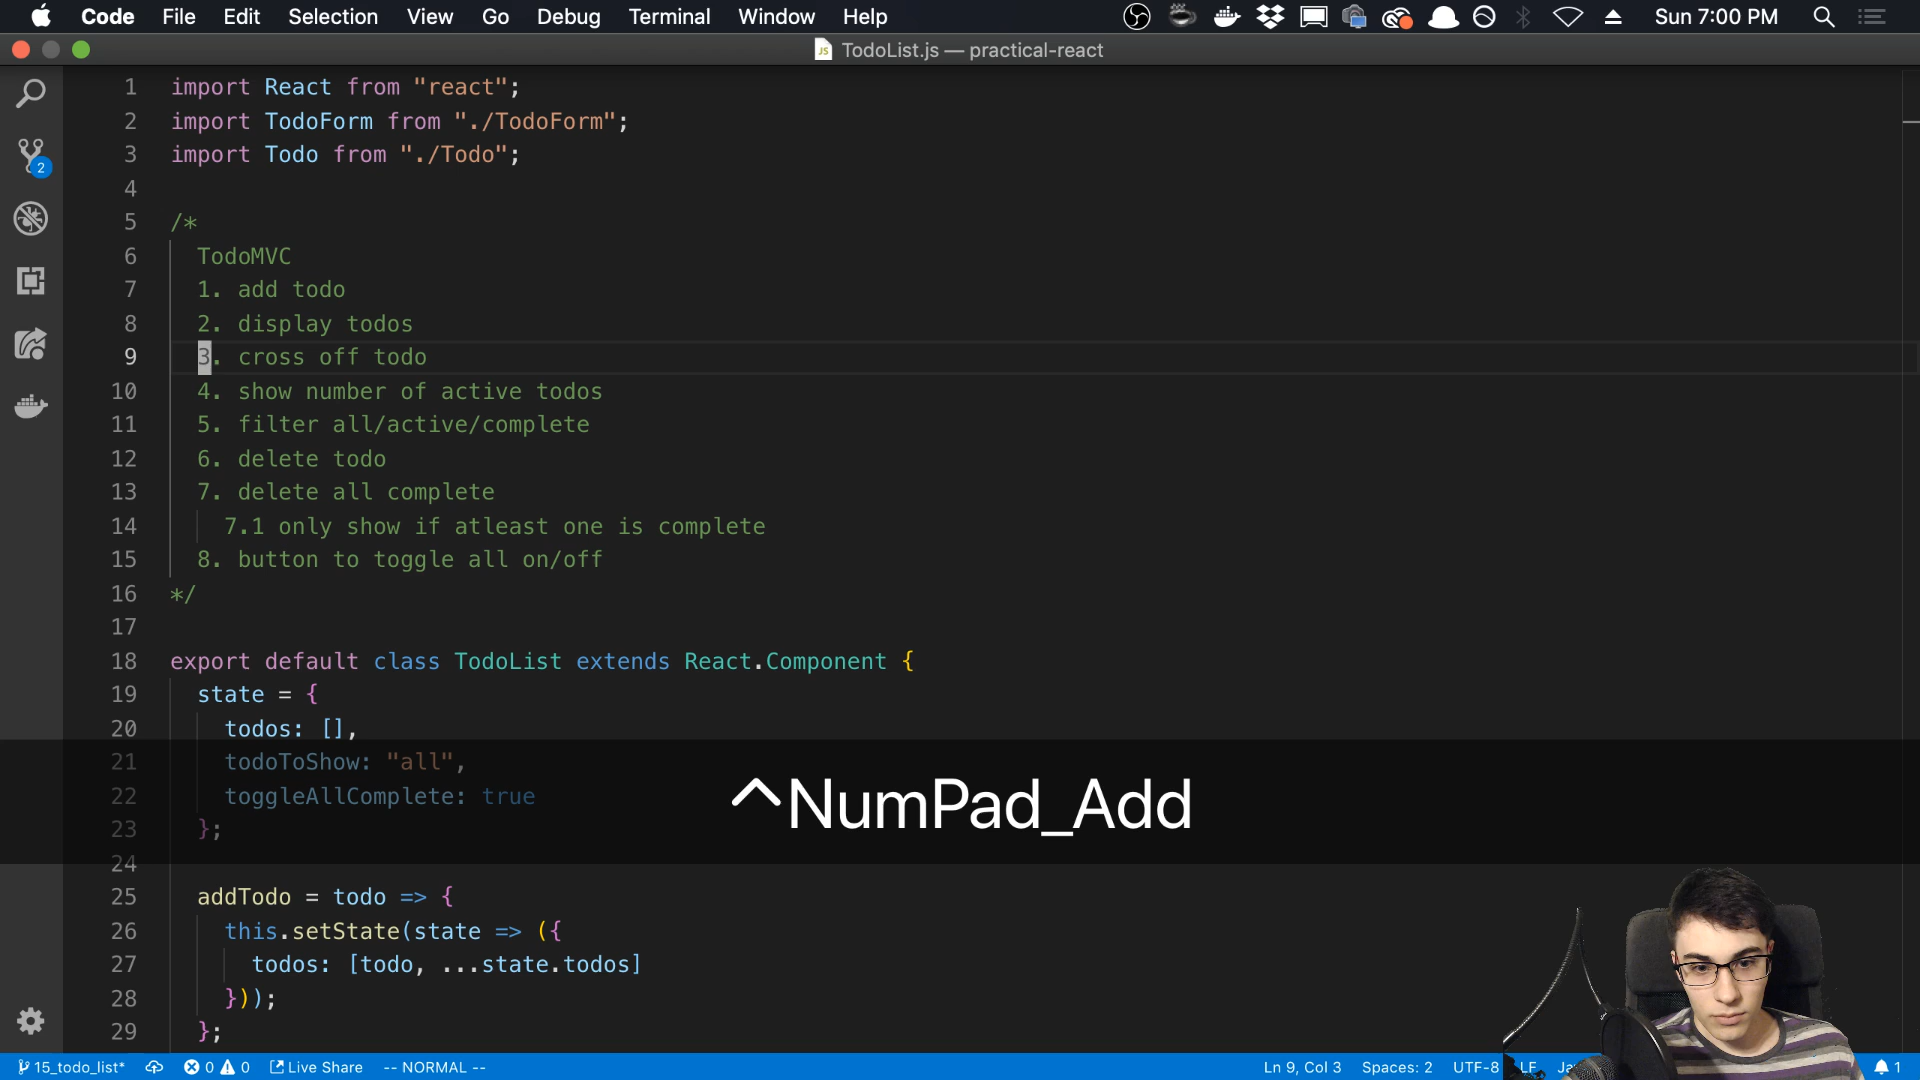 Code File Edit Selection View Go Debug Terminal Window Help Sun 7:00 PM
JS TodoList.js — practical-react
2
1 import React from "react";
2 import TodoForm from "./TodoForm";
3 import Todo from "./Todo";
4
5 /*
6 TodoMVC
7 1. add todo
8 2. display todos
9 3. cross off todo
10 4. show number of active todos
11 5. filter all/active/complete
12 6. delete todo
13 7. delete all complete
14 7.1 only show if atleast one is complete
15 8. button to toggle all on/off
16 */
17
18 export default class TodoList extends React.Component {
19 state = {
20 todos: [],
21 todoToShow: "all",
22 toggleAllComplete: true
23 };
^NumPad_Add
24
25 addTodo = todo => {
26 this.setState(state => ({
27 todos: [todo, ...state.todos]
28 }));
29 };
15_todo_list* 0 0 Live Share -- NORMAL -- Ln 9, Col 3 Spaces: 2 UTF-8 LF 1